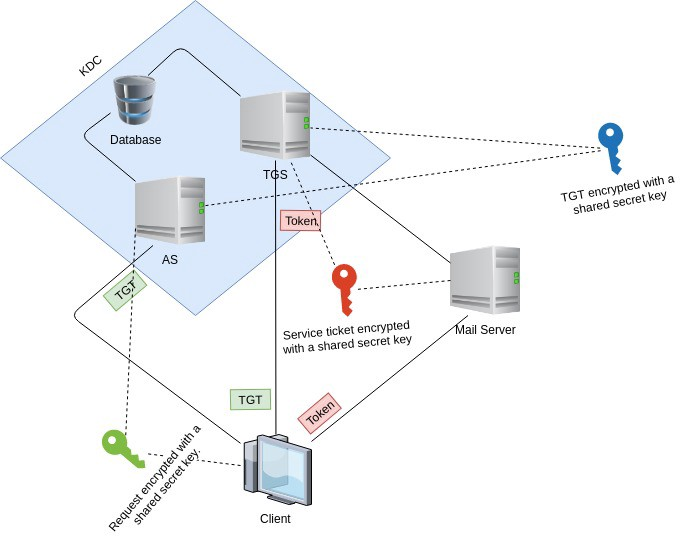 KDC
Database
TGS
TGT encrypted with a
shared secret key
Token,
AS
TGT
Service ticket encrypted
with a shared secret key
Mail Server
TGT
Token
Request encrypted with a
shared secret key.
Client